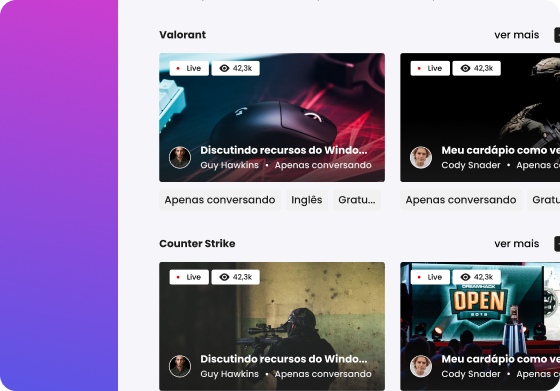 Valorant
ver mais
Live
42,3k
Discutindo recursos do Windo...
Guy Hawkins • Apenas conversando
Apenas conversando
Inglês
Gratu...
Live
42,3k
Meu cardápio como ve
Cody Snader • Apenas co
Apenas conversando
Gratu
Counter Strike
ver mais
Live
42,3k
Discutindo recursos do Windo...
Guy Hawkins • Apenas conversando
Live
42,3k
DREAMHACK
OPEN
Meu cardápio como ve
Cody Snader • Apenas co